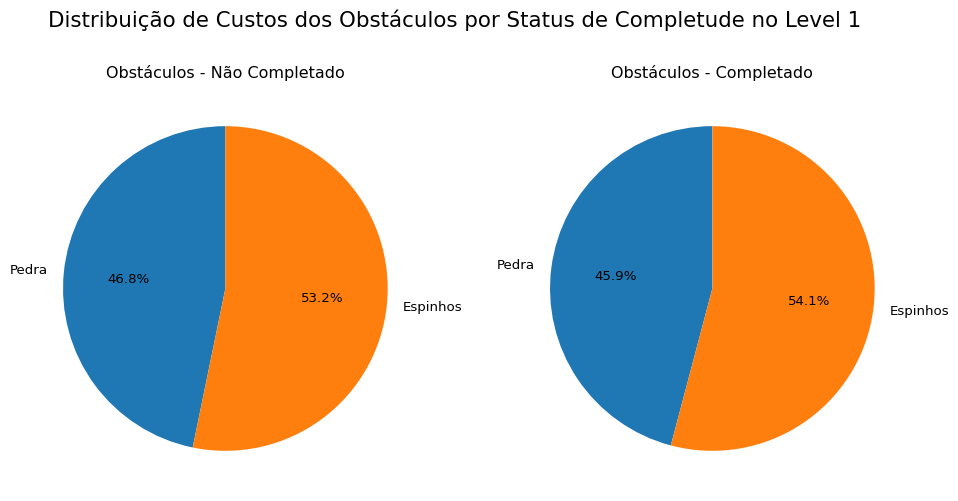 Distribuição de Custos dos Obstáculos por Status de Completude no Level 1
Obstáculos - Não Completado
Pedra
46.8%
53.2%
Espinhos
Obstáculos - Completado
Pedra
45.9%
54.1%
Espinhos